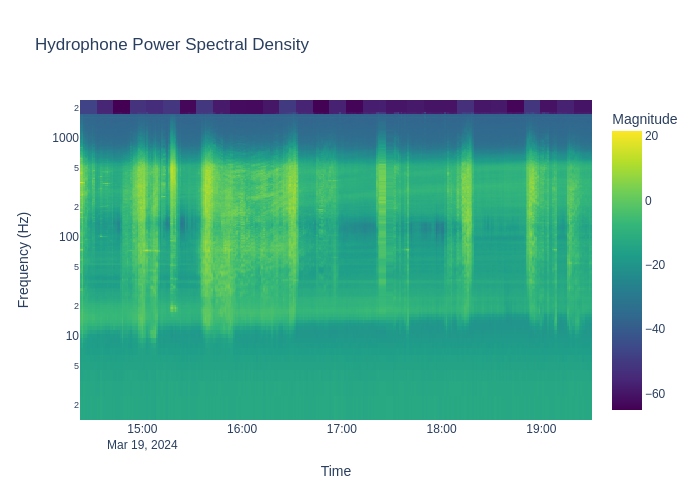 Hydrophone Power Spectral Density
Magnitude
2
1000
5
2
100
5
2
10
5
2
Frequency (Hz)
20
0
−20
−40
−60
15:00 16:00 17:00 18:00 19:00
Mar 19, 2024
Time